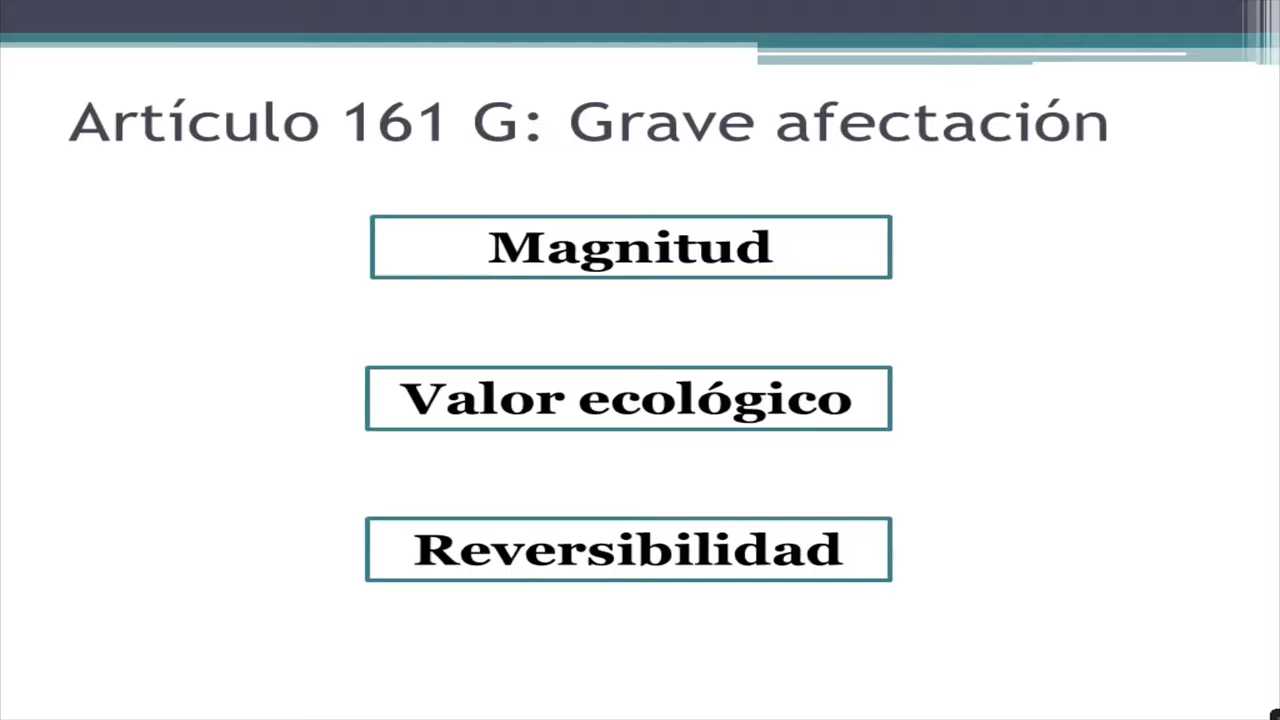 Artículo 161 G: Grave afectación
Magnitud
Valor ecológico
Reversibilidad